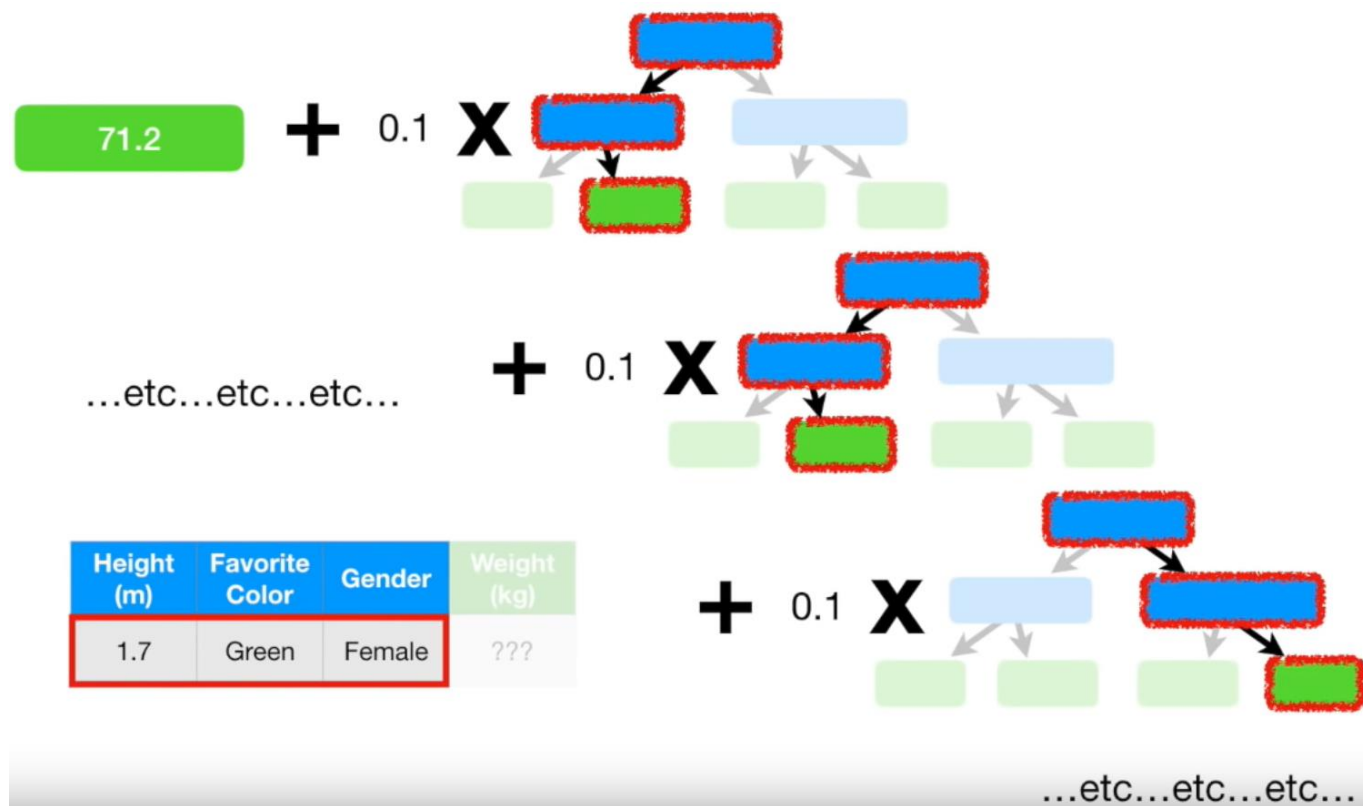 71.2 + 0.1 X
...etc...etc...etc... + 0.1 X
Height (m) Favorite Color Gender Weight (kg)
1.7 Green Female ???
+ 0.1 X
...etc...etc...etc...